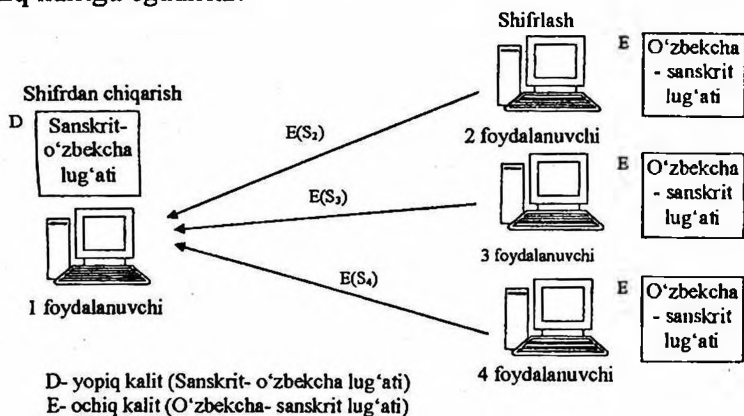 Shifrlash
E
O‘zbekcha
- sanskrit
lug‘ati
2 foydalanuvchi
Shifrdan chiqarish
D
Sanskrit-
o‘zbekcha
lug‘ati
1 foydalanuvchi
E(S₂)
E(S₃)
E(S₄)
E
O‘zbekcha
- sanskrit
lug‘ati
3 foydalanuvchi
E
O‘zbekcha
- sanskrit
lug‘ati
4 foydalanuvchi
D- yopiq kalit (Sanskrit- o‘zbekcha lug‘ati)
E- ochiq kalit (O‘zbekcha- sanskrit lug‘ati)